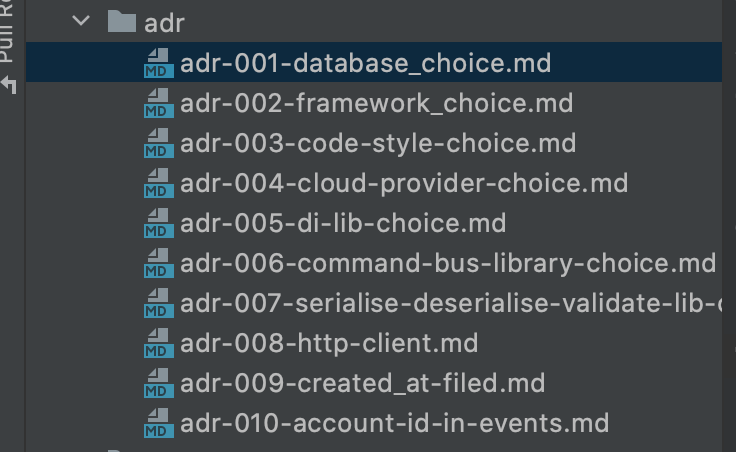 Pull Re
adr
MD adr-001-database_choice.md
MD adr-002-framework_choice.md
MD adr-003-code-style-choice.md
MD adr-004-cloud-provider-choice.md
MD adr-005-di-lib-choice.md
MD adr-006-command-bus-library-choice.md
MD adr-007-serialise-deserialise-validate-lib-
MD adr-008-http-client.md
MD adr-009-created_at-filed.md
MD adr-010-account-id-in-events.md